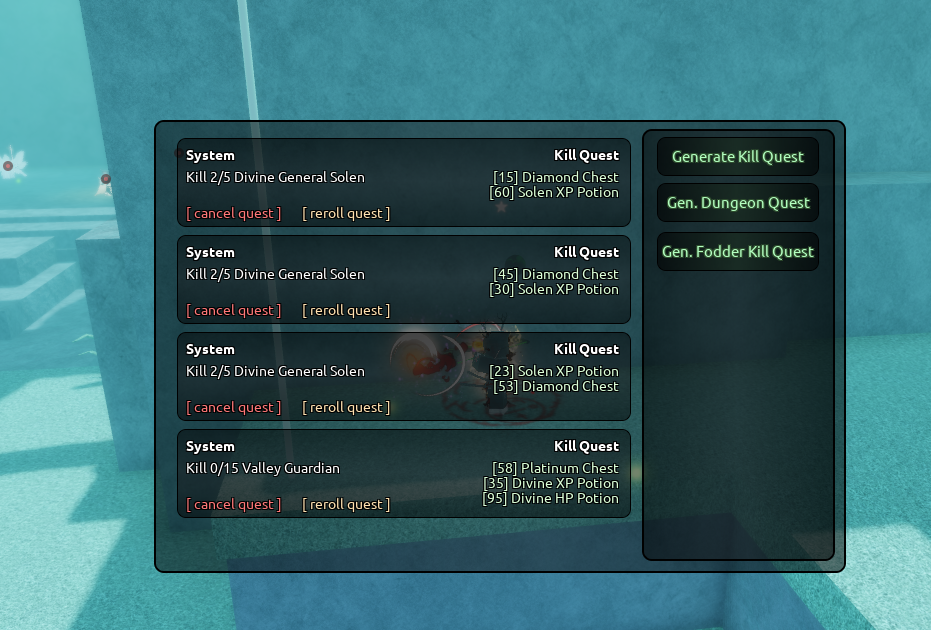 System Kill Quest
Kill 2/5 Divine General Solen [15] Diamond Chest
[60] Solen XP Potion
[ cancel quest ] [ reroll quest ]
System Kill Quest
Kill 2/5 Divine General Solen [45] Diamond Chest
[30] Solen XP Potion
[ cancel quest ] [ reroll quest ]
System Kill Quest
Kill 2/5 Divine General Solen [23] Solen XP Potion
[53] Diamond Chest
[ cancel quest ] [ reroll quest ]
System Kill Quest
Kill 0/15 Valley Guardian [58] Platinum Chest
[35] Divine XP Potion
[95] Divine HP Potion
[ cancel quest ] [ reroll quest ]
Generate Kill Quest
Gen. Dungeon Quest
Gen. Fodder Kill Quest